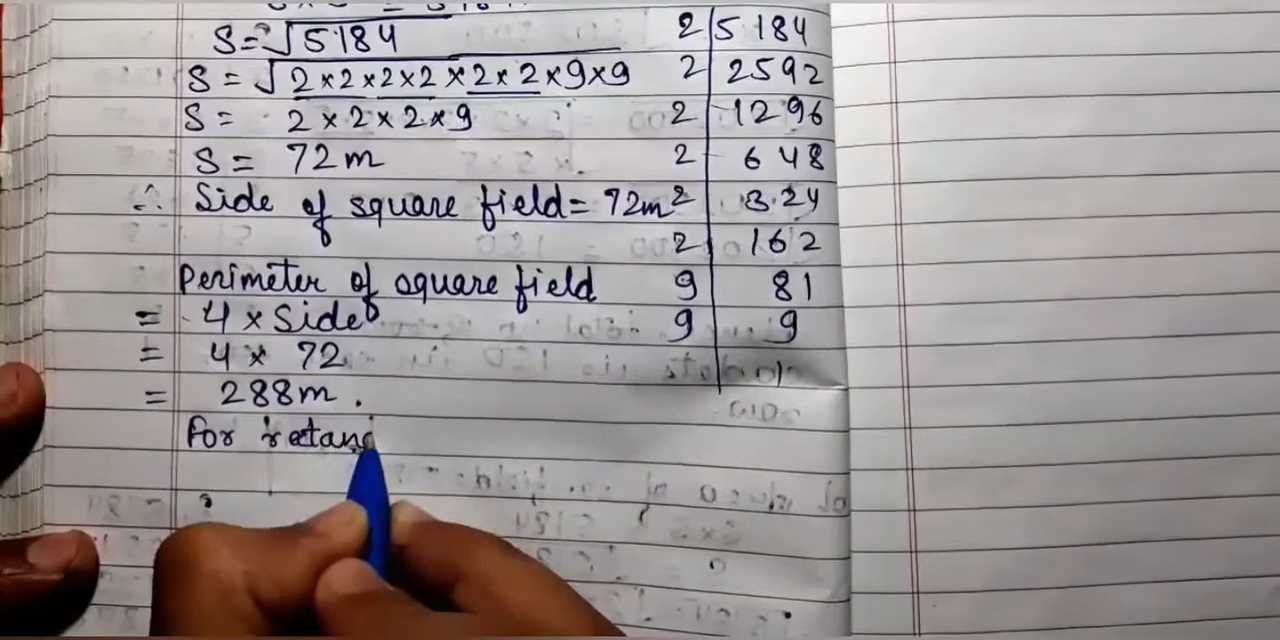 S=√5184
S= √2×2×2×2×2×2×9×9
S= 2×2×2×9
S= 72m
∴ Side of square field= 72m²
Perimeter of square field
= 4 × Side
= 4 × 72
= 288m.
for retang
2 5184
2 2592
2 1296
2 648
324
2 162
9 81
9 9
1